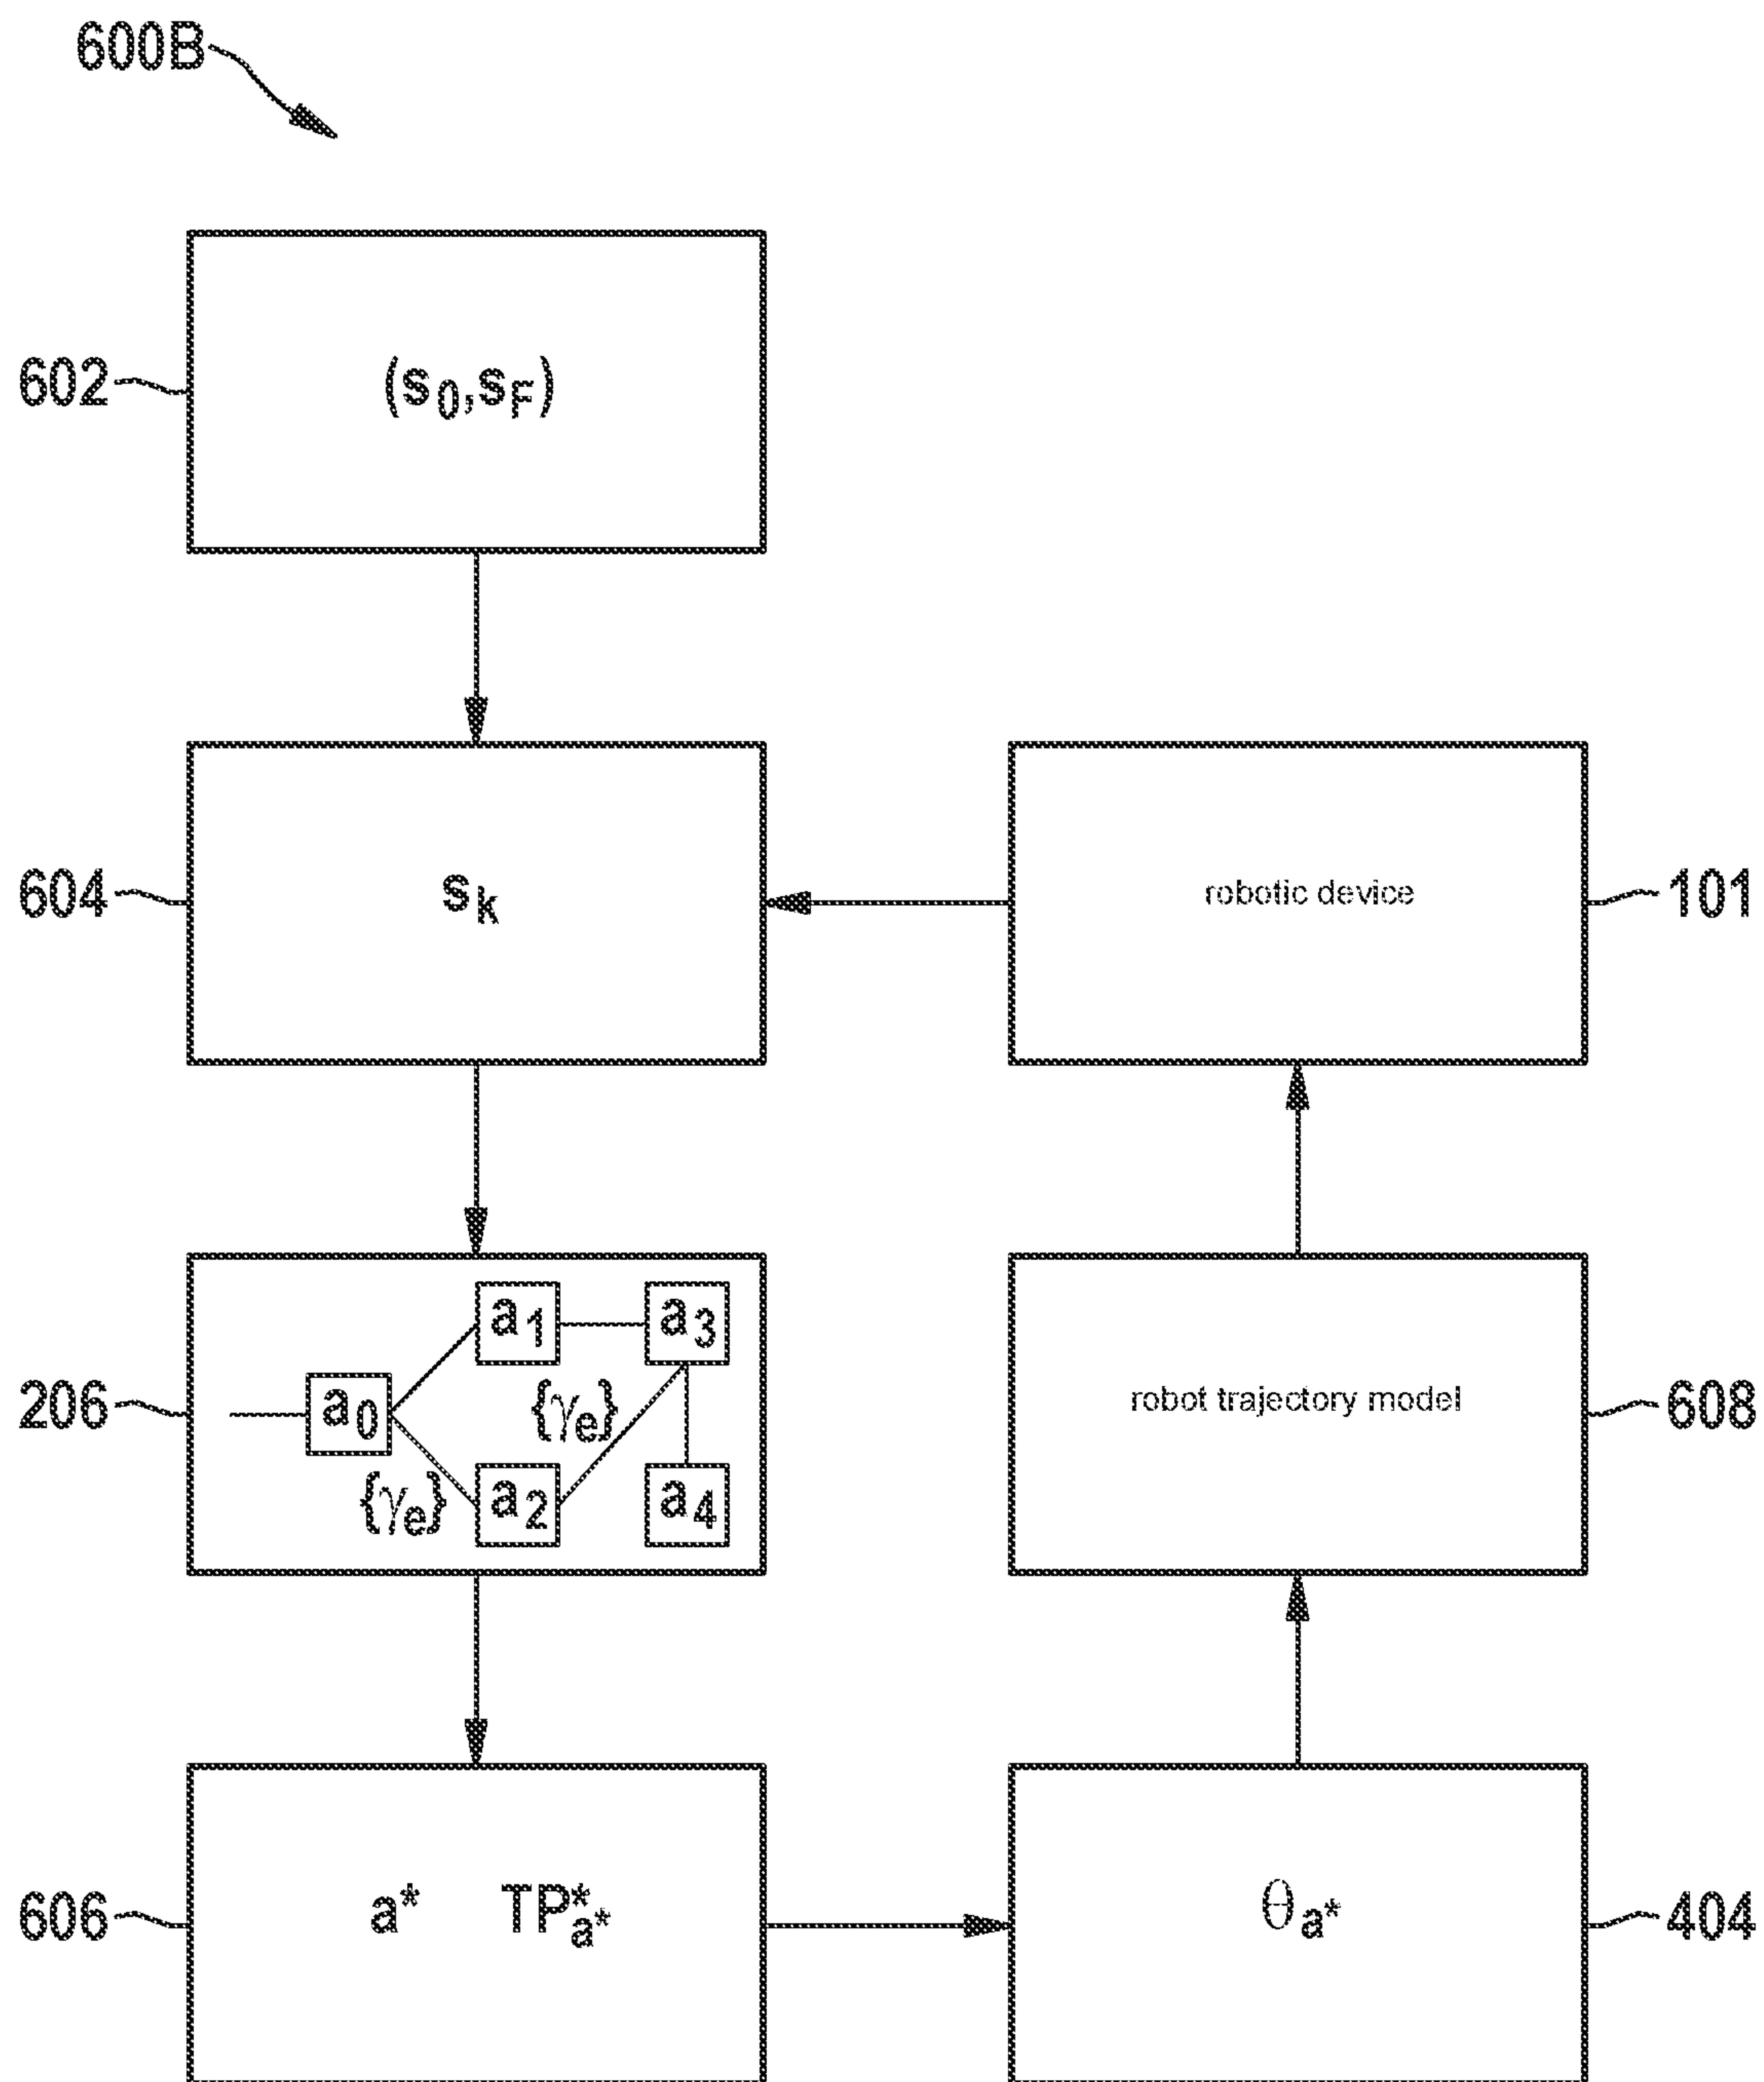 600B
602
(s0,sF)
604
sk
robotic device
101
206
a0
a1
a3
{γe}
{γe}
a2
a4
robot trajectory model
608
606
a* TP*a*
θa*
404